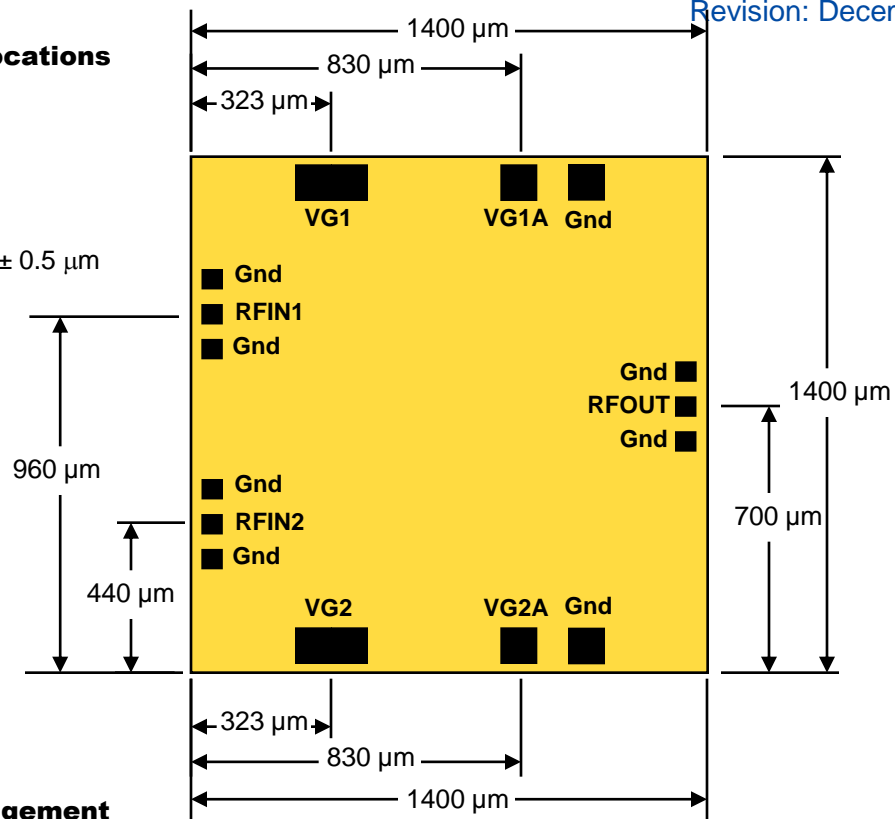 Revision: Decem
1400 µm
ocations
830 µm
323 µm
VG1
VG1A
Gnd
± 0.5 µm
Gnd
RFIN1
Gnd
Gnd
1400 µm
RFOUT
Gnd
960 µm
Gnd
700 µm
RFIN2
Gnd
440 µm
VG2
VG2A
Gnd
323 µm
830 µm
1400 µm
gement